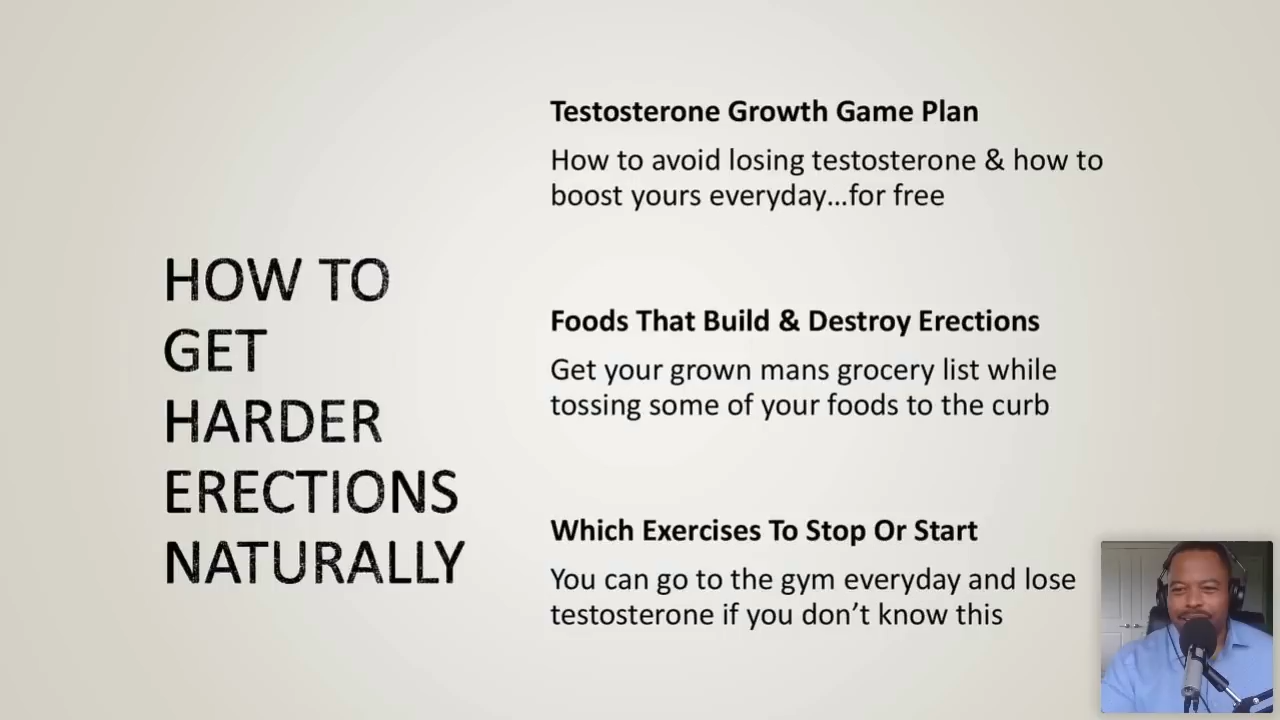 HOW TO
GET
HARDER
ERECTIONS
NATURALLY
Testosterone Growth Game Plan
How to avoid losing testosterone & how to
boost yours everyday...for free
Foods That Build & Destroy Erections
Get your grown mans grocery list while
tossing some of your foods to the curb
Which Exercises To Stop Or Start
You can go to the gym everyday and lose
testosterone if you don’t know this